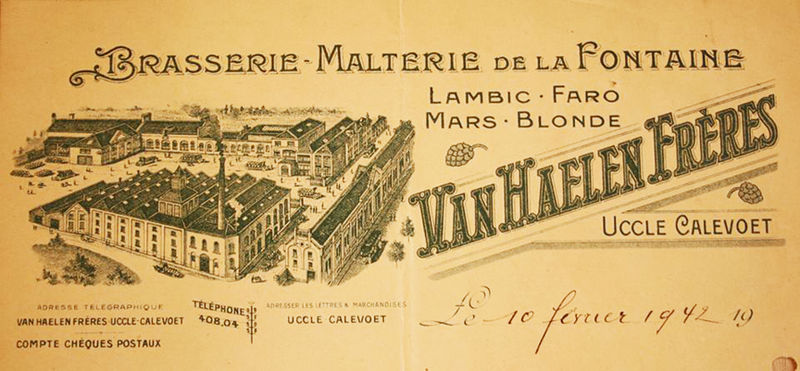 BRASSERIE - MALTERIE DE LA FONTAINE
LAMBIC · FARO
MARS · BLONDE
VAN HAELEN FRÈRES
UCCLE CALEVOET
ADRESSE TÉLÉGRAPHIQUE
VAN HAELEN FRÈRES-UCCLE-CALEVOET
COMPTE CHÈQUES POSTAUX
TÉLÉPHONE
408.04
ADRESSER LES LETTRES & MARCHANDISES
UCCLE CALEVOET
Le 10 février 1942 19